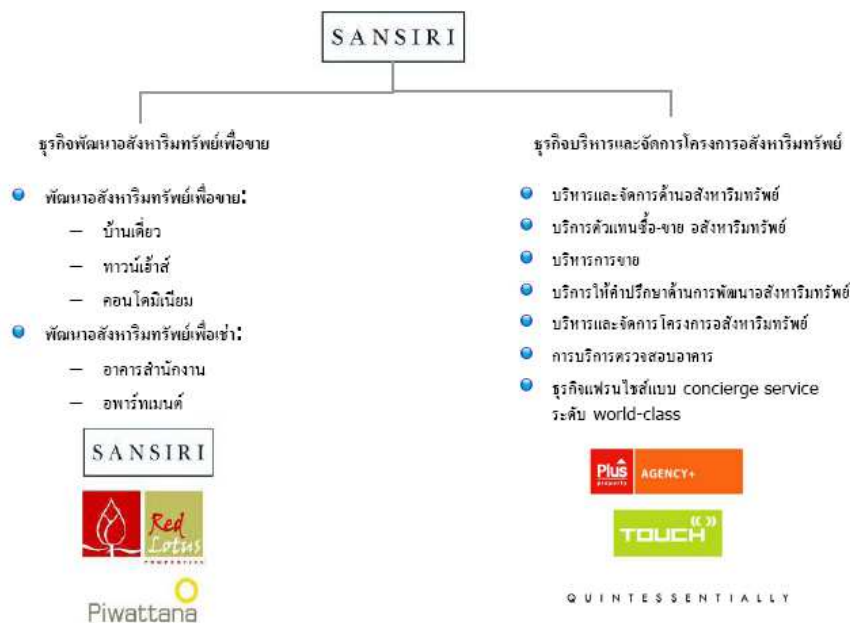 SANSIRI
ธุรกิจพัฒนาอสังหาริมทรัพย์เพื่อขาย
พัฒนาอสังหาริมทรัพย์เพื่อขาย:
— บ้านเดี่ยว
— ทาวน์เฮ้าส์
— คอนโดมิเนียม
พัฒนาอสังหาริมทรัพย์เพื่อเช่า:
— อาคารสำนักงาน
— อพาร์ทเมนต์
SANSIRI
Red
Lotus
PROPERTIES
Piwattana
ธุรกิจบริหารและจัดการโครงการอสังหาริมทรัพย์
บริหารและจัดการด้านอสังหาริมทรัพย์
บริการตัวแทนซื้อ-ขาย อสังหาริมทรัพย์
บริหารการขาย
บริการให้คำปรึกษาด้านการพัฒนาอสังหาริมทรัพย์
บริหารและจัดการโครงการอสังหาริมทรัพย์
การบริการตรวจสอบอาคาร
ธุรกิจแฟรนไชส์แบบ concierge service
ระดับ world-class
Plus
property
AGENCY+
TOUCH
QUINTESSENTIALLY